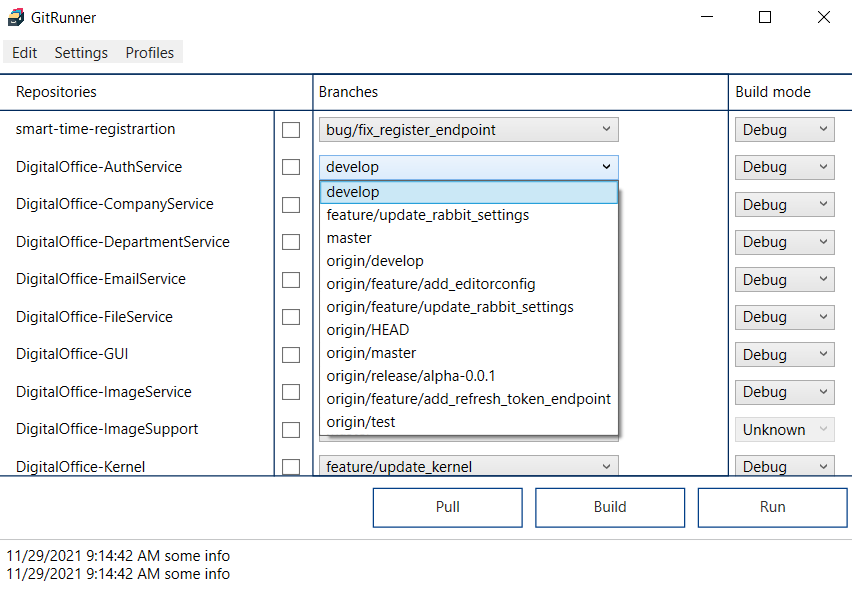 GitRunner
Edit Settings Profiles
Repositories Branches Build mode
smart-time-registrartion bug/fix_register_endpoint Debug
DigitalOffice-AuthService develop Debug
develop
DigitalOffice-CompanyService feature/update_rabbit_settings Debug
master
DigitalOffice-DepartmentService Debug
origin/develop
DigitalOffice-EmailService origin/feature/add_editorconfig Debug
origin/feature/update_rabbit_settings
DigitalOffice-FileService Debug
origin/HEAD
DigitalOffice-GUI origin/master Debug
origin/release/alpha-0.0.1
DigitalOffice-ImageService origin/feature/add_refresh_token_endpoint Debug
origin/test
DigitalOffice-ImageSupport Unknown
DigitalOffice-Kernel feature/update_kernel Debug
Pull Build Run
11/29/2021 9:14:42 AM some info
11/29/2021 9:14:42 AM some info